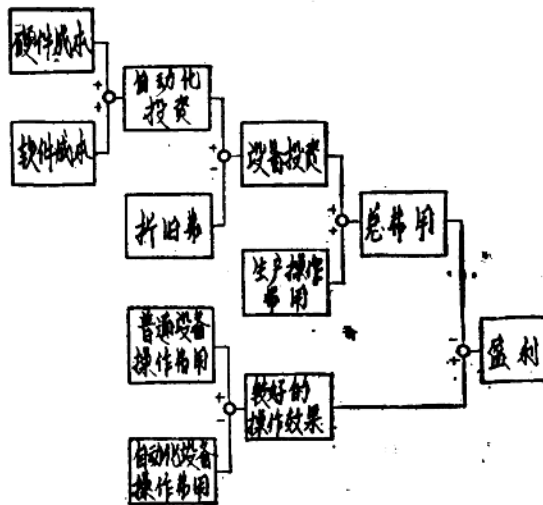 硬件成本
软件成本
自动化
投资
折旧费
设备投资
生产操作
费用
总费用
普通设备
操作费用
自动化设备
操作费用
较好的
操作效果
盈利
+
+
+
-
+
+
+
-
-
+